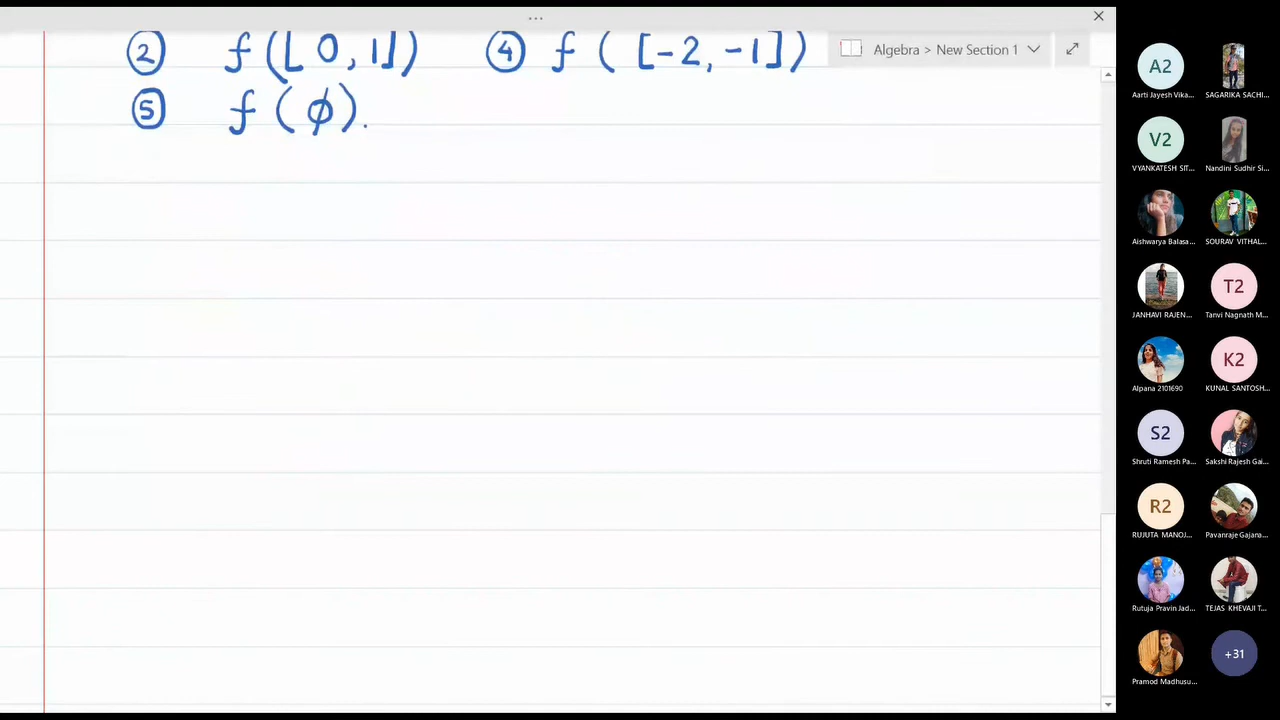 ② f([0, 1]) ④ f ( [-2, -1])
⑤ f ( ϕ ).
Algebra > New Section 1
A2
Aarti Jayesh Vika...
SAGARIKA SACHI...
V2
VYANKATESH SIT...
Nandini Sudhir Si...
Aishwarya Balasa...
SOURAV VITHAL...
JANHAVI RAJEN...
T2
Tanvi Nagnath M...
Alpana 2101690
K2
KUNAL SANTOSH...
S2
Shruti Ramesh Pa...
Sakshi Rajesh Gai...
R2
RUJUTA MANOJ...
Pavanraje Gajana...
Rutuja Pravin Jad...
TEJAS KHEVAJI T...
Pramod Madhusu...
+31